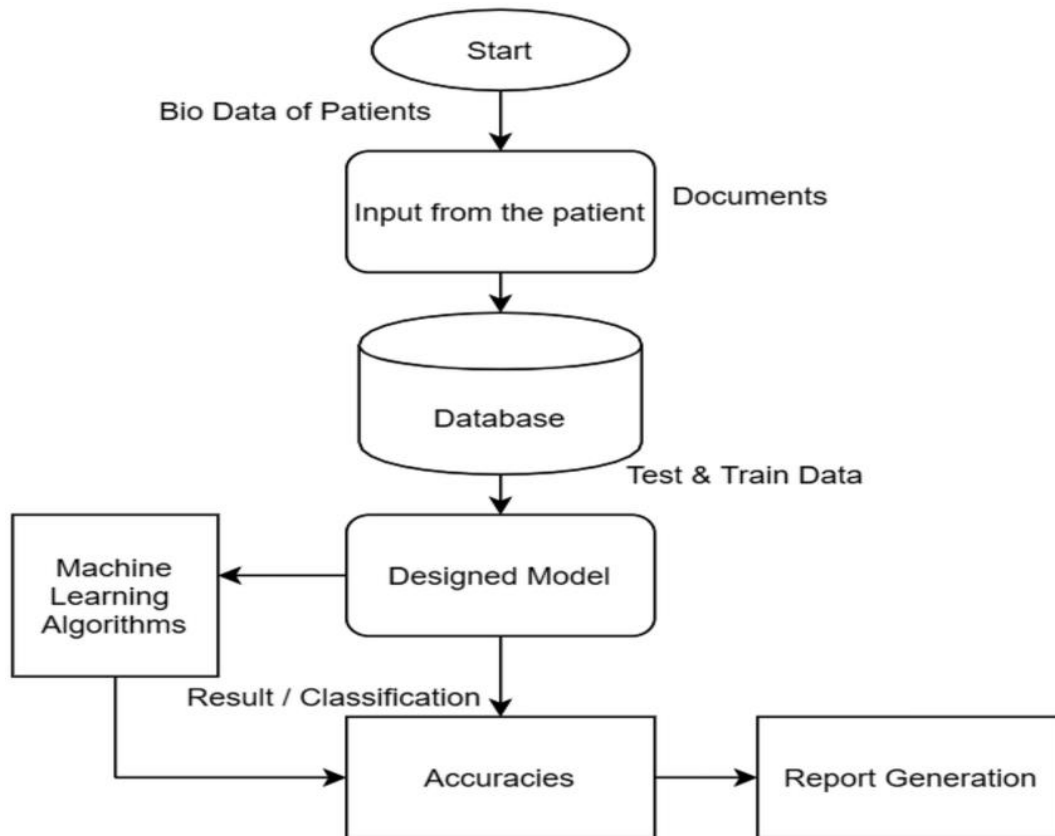 Start
Bio Data of Patients
Input from the patient
Documents
Database
Test & Train Data
Machine
Learning
Algorithms
Designed Model
Result / Classification
Accuracies
Report Generation